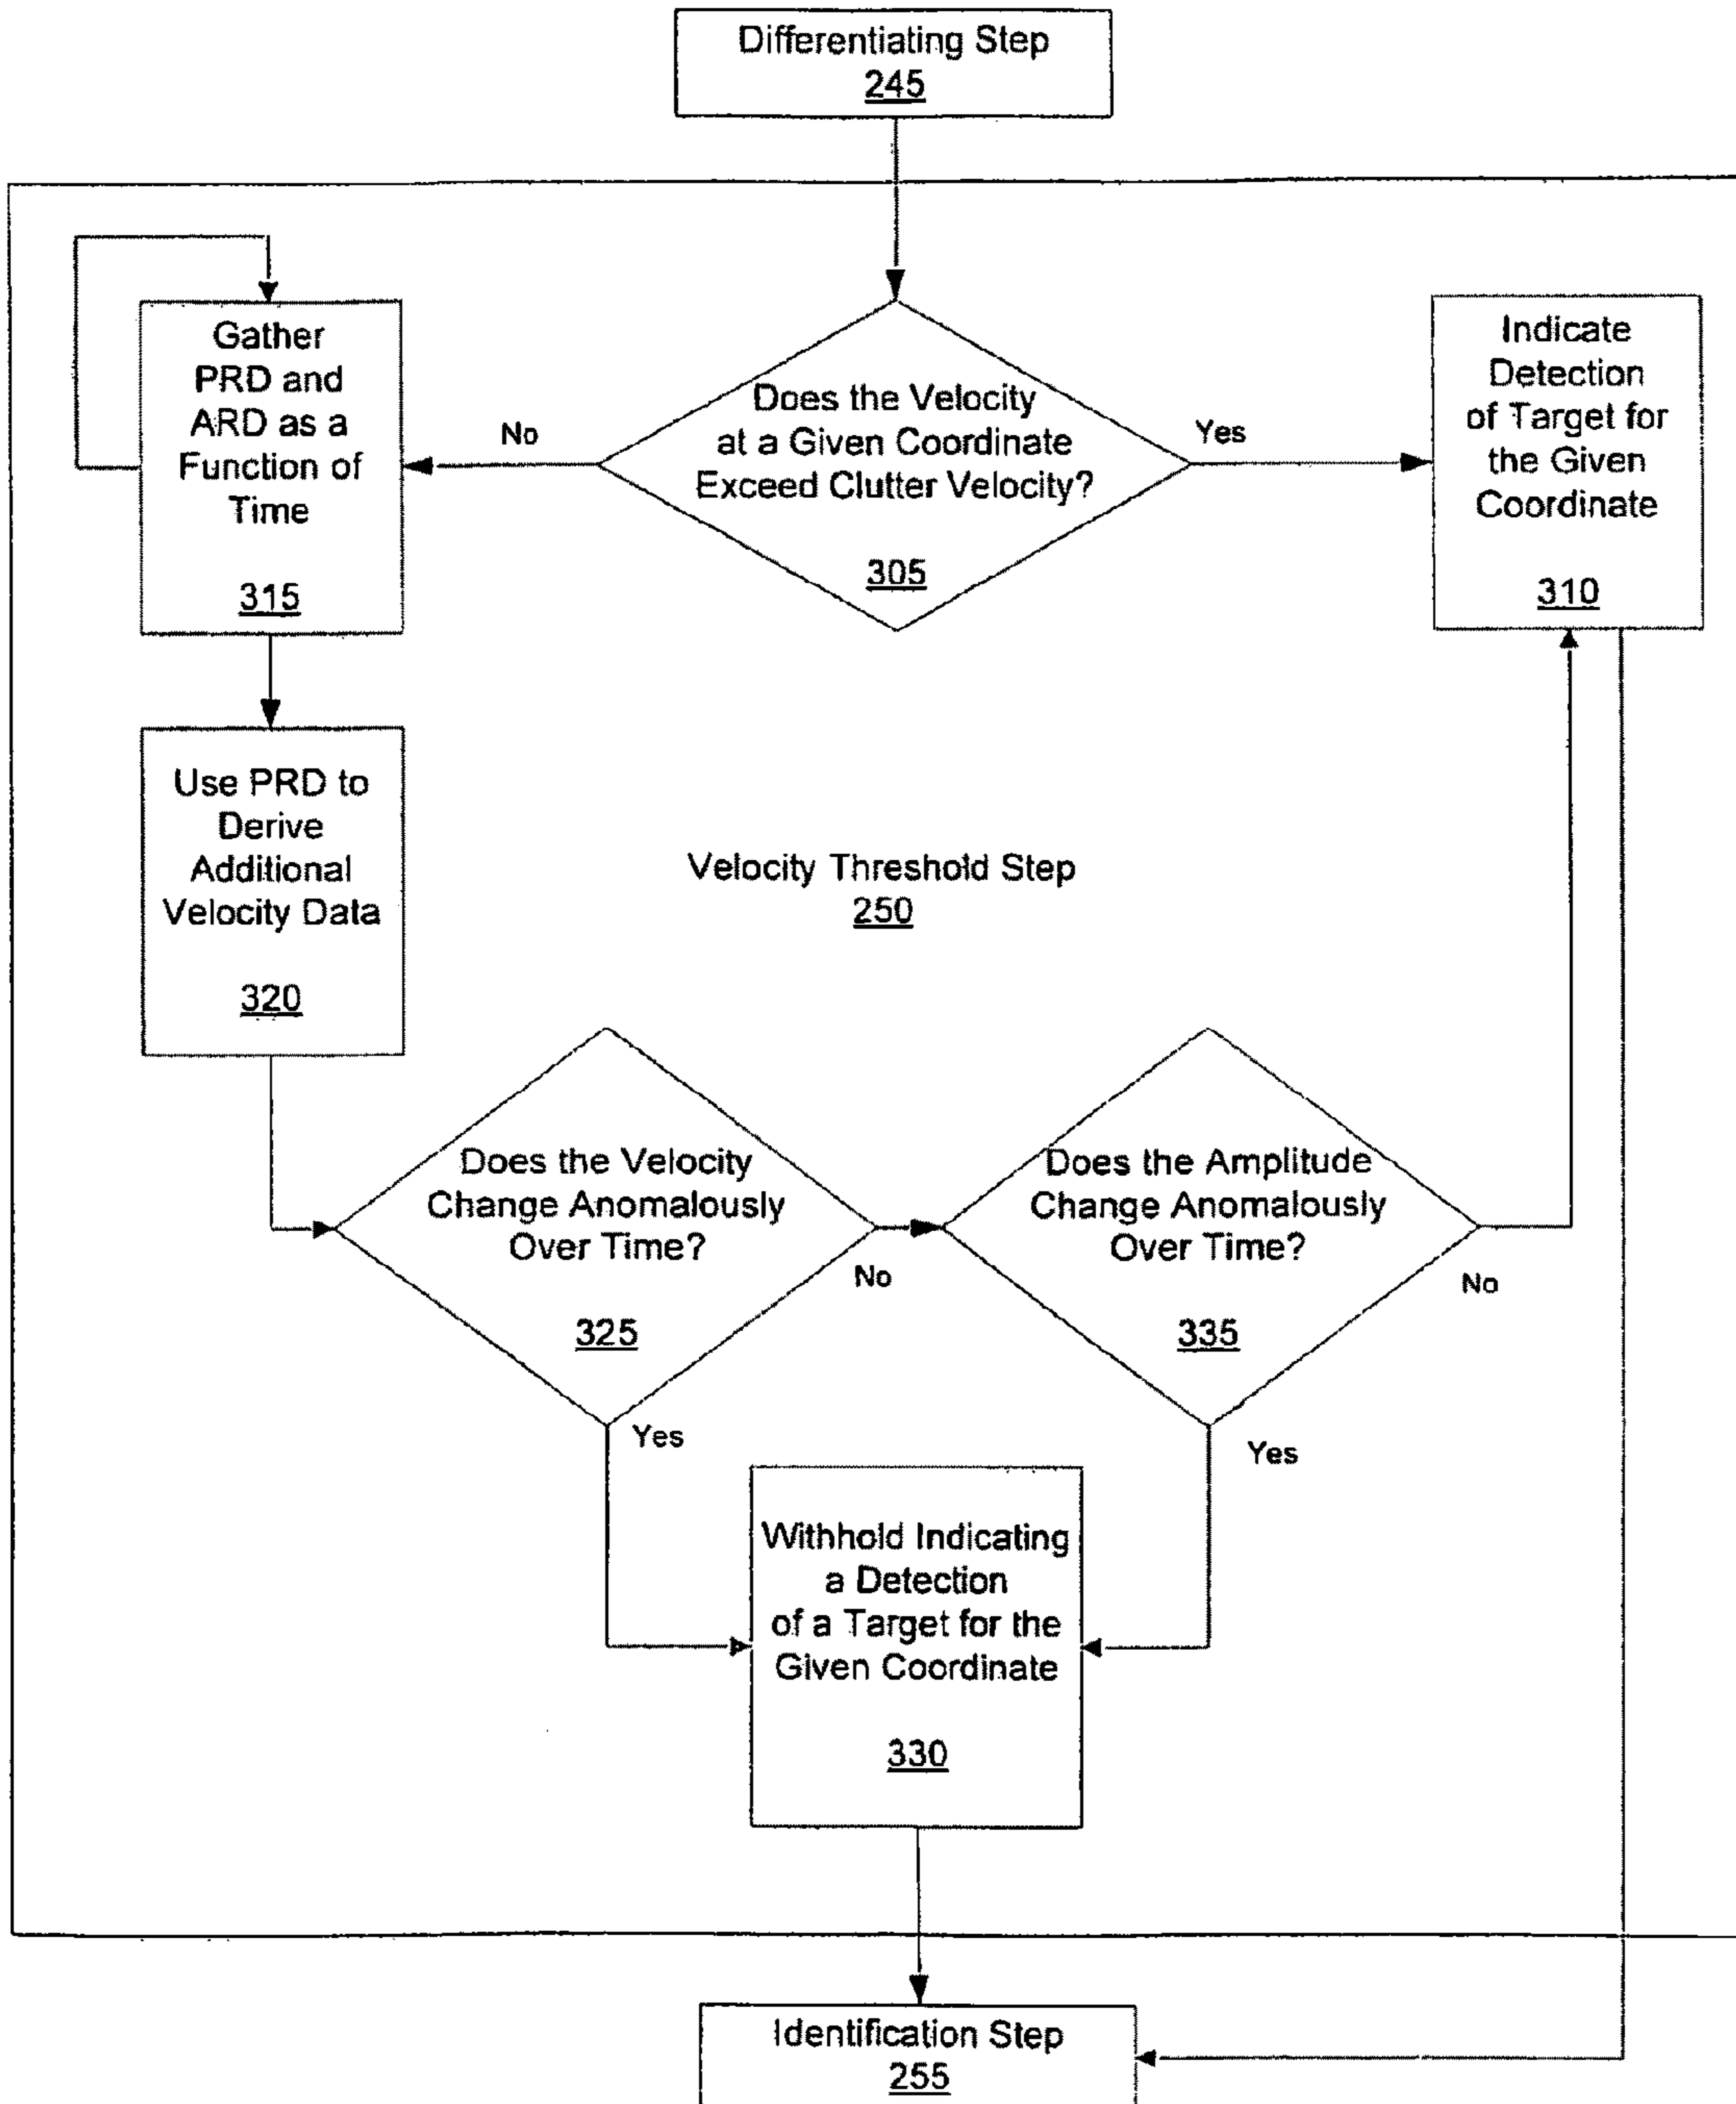 Differentiating Step
245
Gather
PRD and
ARD as a
Function of
Time
315
No
Does the Velocity
at a Given Coordinate
Exceed Clutter Velocity?
305
Yes
Indicate
Detection
of Target for
the Given
Coordinate
310
Use PRD to
Derive
Additional
Velocity Data
320
Velocity Threshold Step
250
Does the Velocity
Change Anomalously
Over Time?
325
No
Yes
Does the Amplitude
Change Anomalously
Over Time?
335
No
Yes
Withhold Indicating
a Detection
of a Target for the
Given Coordinate
330
Identification Step
255